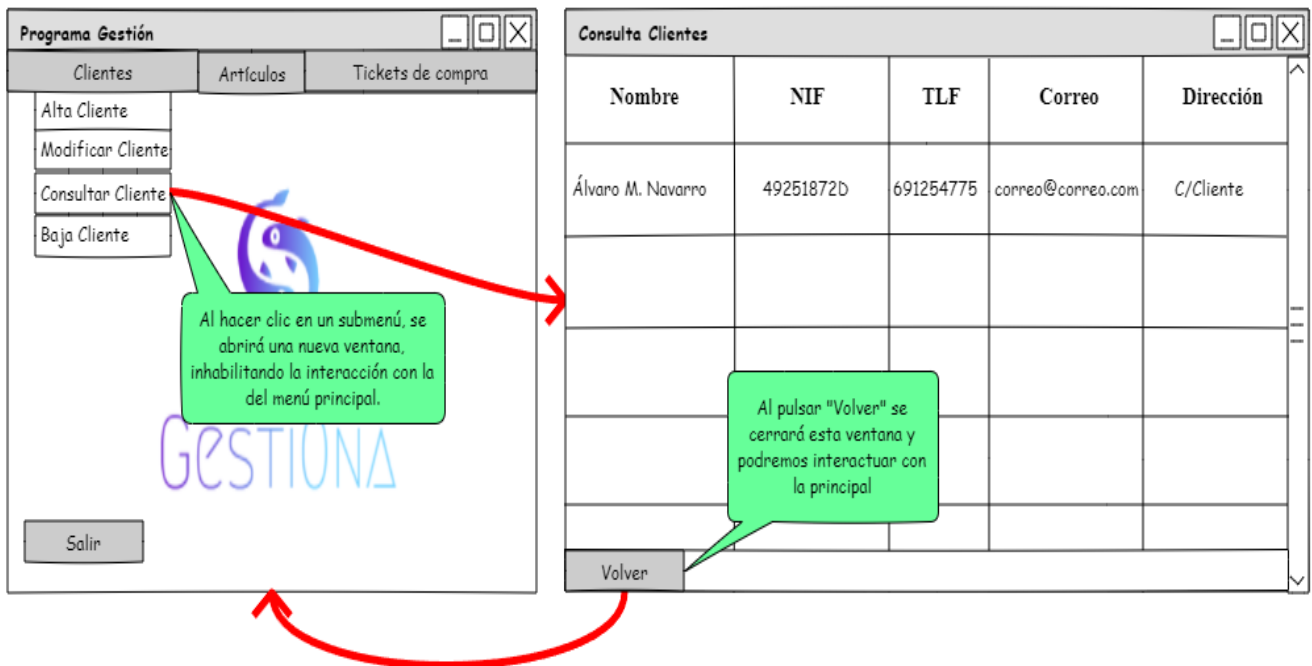 Programa Gestión
Clientes Artículos Tickets de compra
Alta Cliente
Modificar Cliente
Consultar Cliente
Baja Cliente
Al hacer clic en un submenú, se
abrirá una nueva ventana,
inhabilitando la interacción con la
del menú principal.
GeSTIONA
Salir
Consulta Clientes
Nombre NIF TLF Correo Dirección
Álvaro M. Navarro 49251872D 691254775 correo@correo.com C/Cliente
Al pulsar "Volver" se
cerrará esta ventana y
podremos interactuar con
la principal
Volver